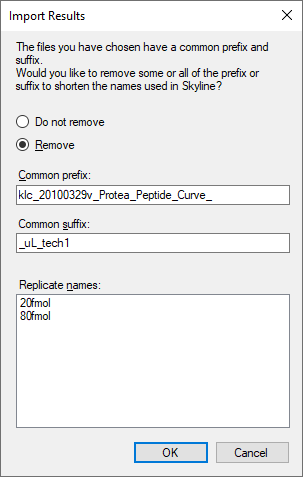 Import Results
The files you have chosen have a common prefix and
suffix.
Would you like to remove some or all of the prefix or
suffix to shorten the names used in Skyline?
Do not remove
Remove
Common prefix:
klc_20100329v_Protea_Peptide_Curve_
Common suffix:
_uL_tech1
Replicate names:
20fmol
80fmol
OK
Cancel